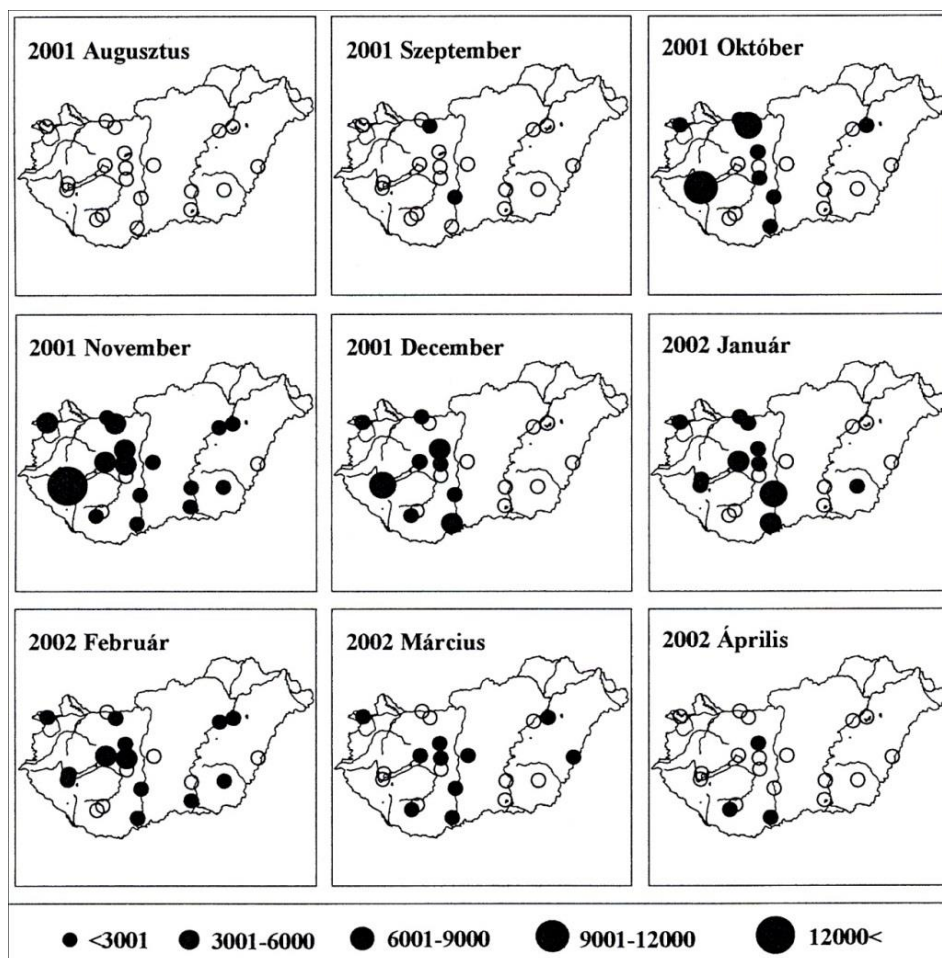 2001 Augusztus
2001 Szeptember
2001 Október
2001 November
2001 December
2002 Január
2002 Február
2002 Március
2002 Április
<3001
3001-6000
6001-9000
9001-12000
12000<